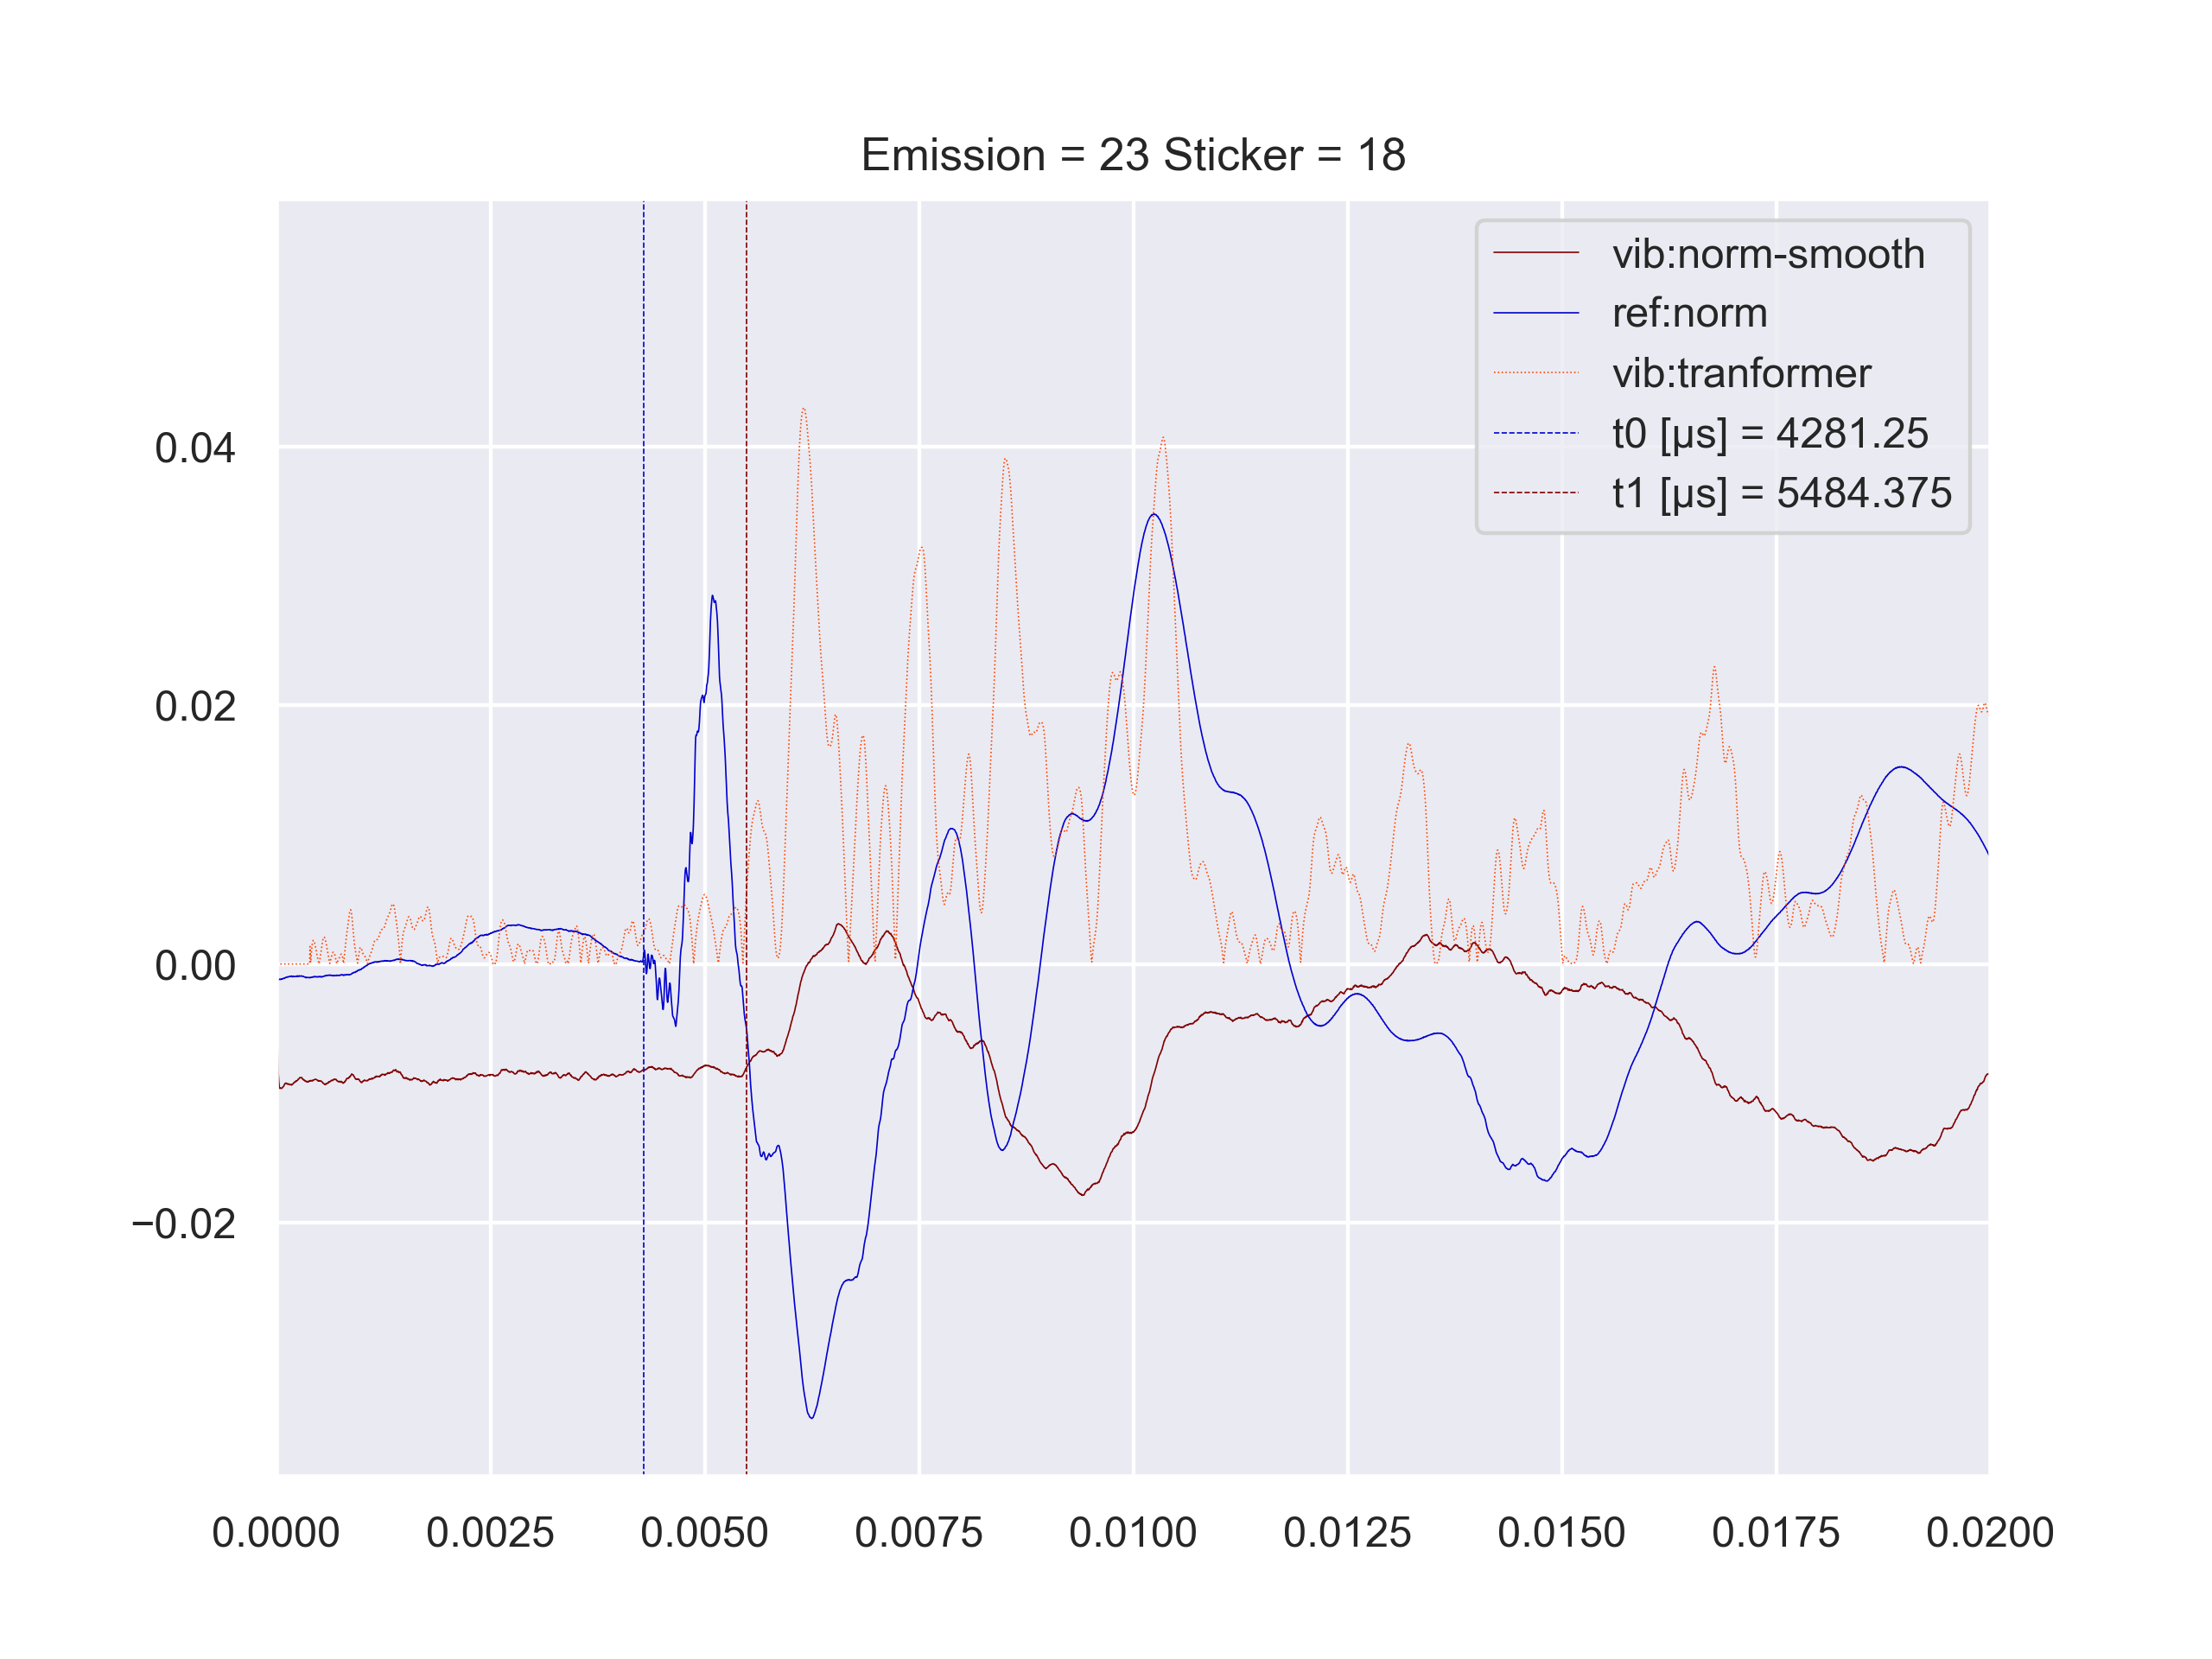 Emission = 23 Sticker = 18
vib:norm-smooth
ref:norm
vib:tranformer
t0 [µs] = 4281.25
t1 [µs] = 5484.375
0.04
0.02
0.00
−0.02
0.0000 0.0025 0.0050 0.0075 0.0100 0.0125 0.0150 0.0175 0.0200